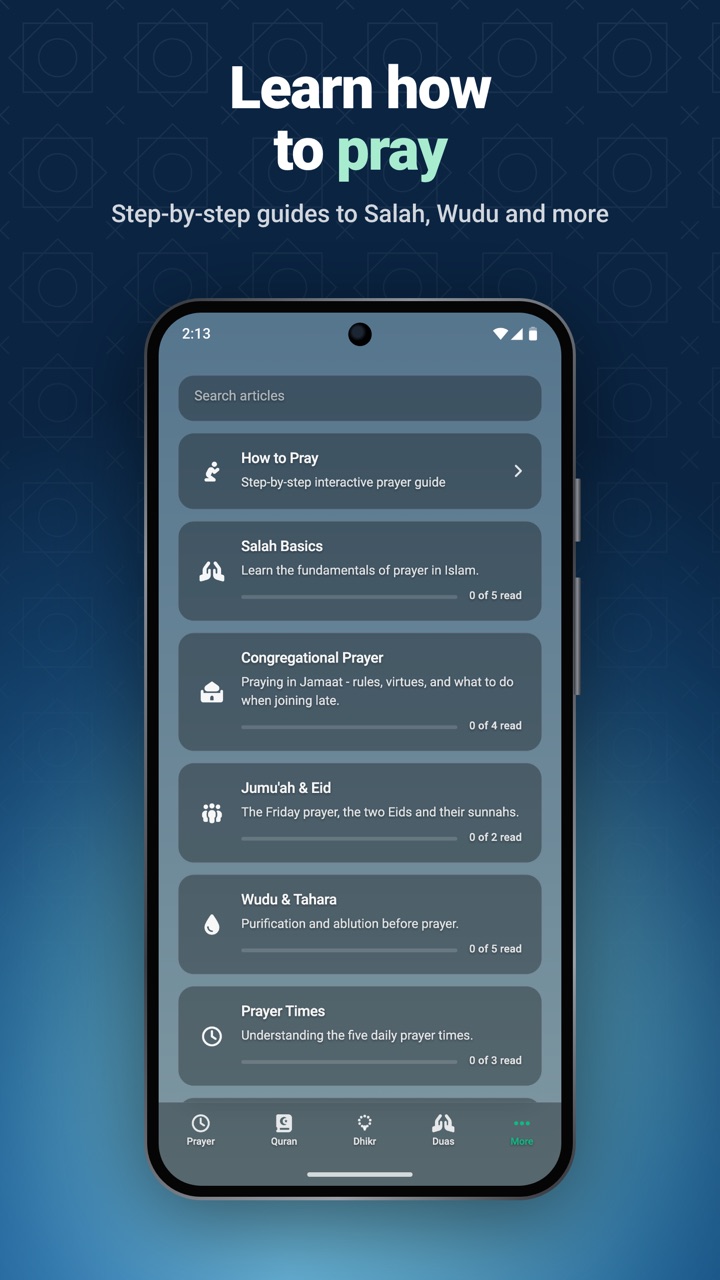 Learn how
to pray
Step-by-step guides to Salah, Wudu and more
2:13
Search articles
How to Pray
Step-by-step interactive prayer guide
Salah Basics
Learn the fundamentals of prayer in Islam.
0 of 5 read
Congregational Prayer
Praying in Jamaat - rules, virtues, and what to do
when joining late.
0 of 4 read
Jumu'ah & Eid
The Friday prayer, the two Eids and their sunnahs.
0 of 2 read
Wudu & Tahara
Purification and ablution before prayer.
0 of 5 read
Prayer Times
Understanding the five daily prayer times.
0 of 3 read
Prayer Quran Dhikr Duas More